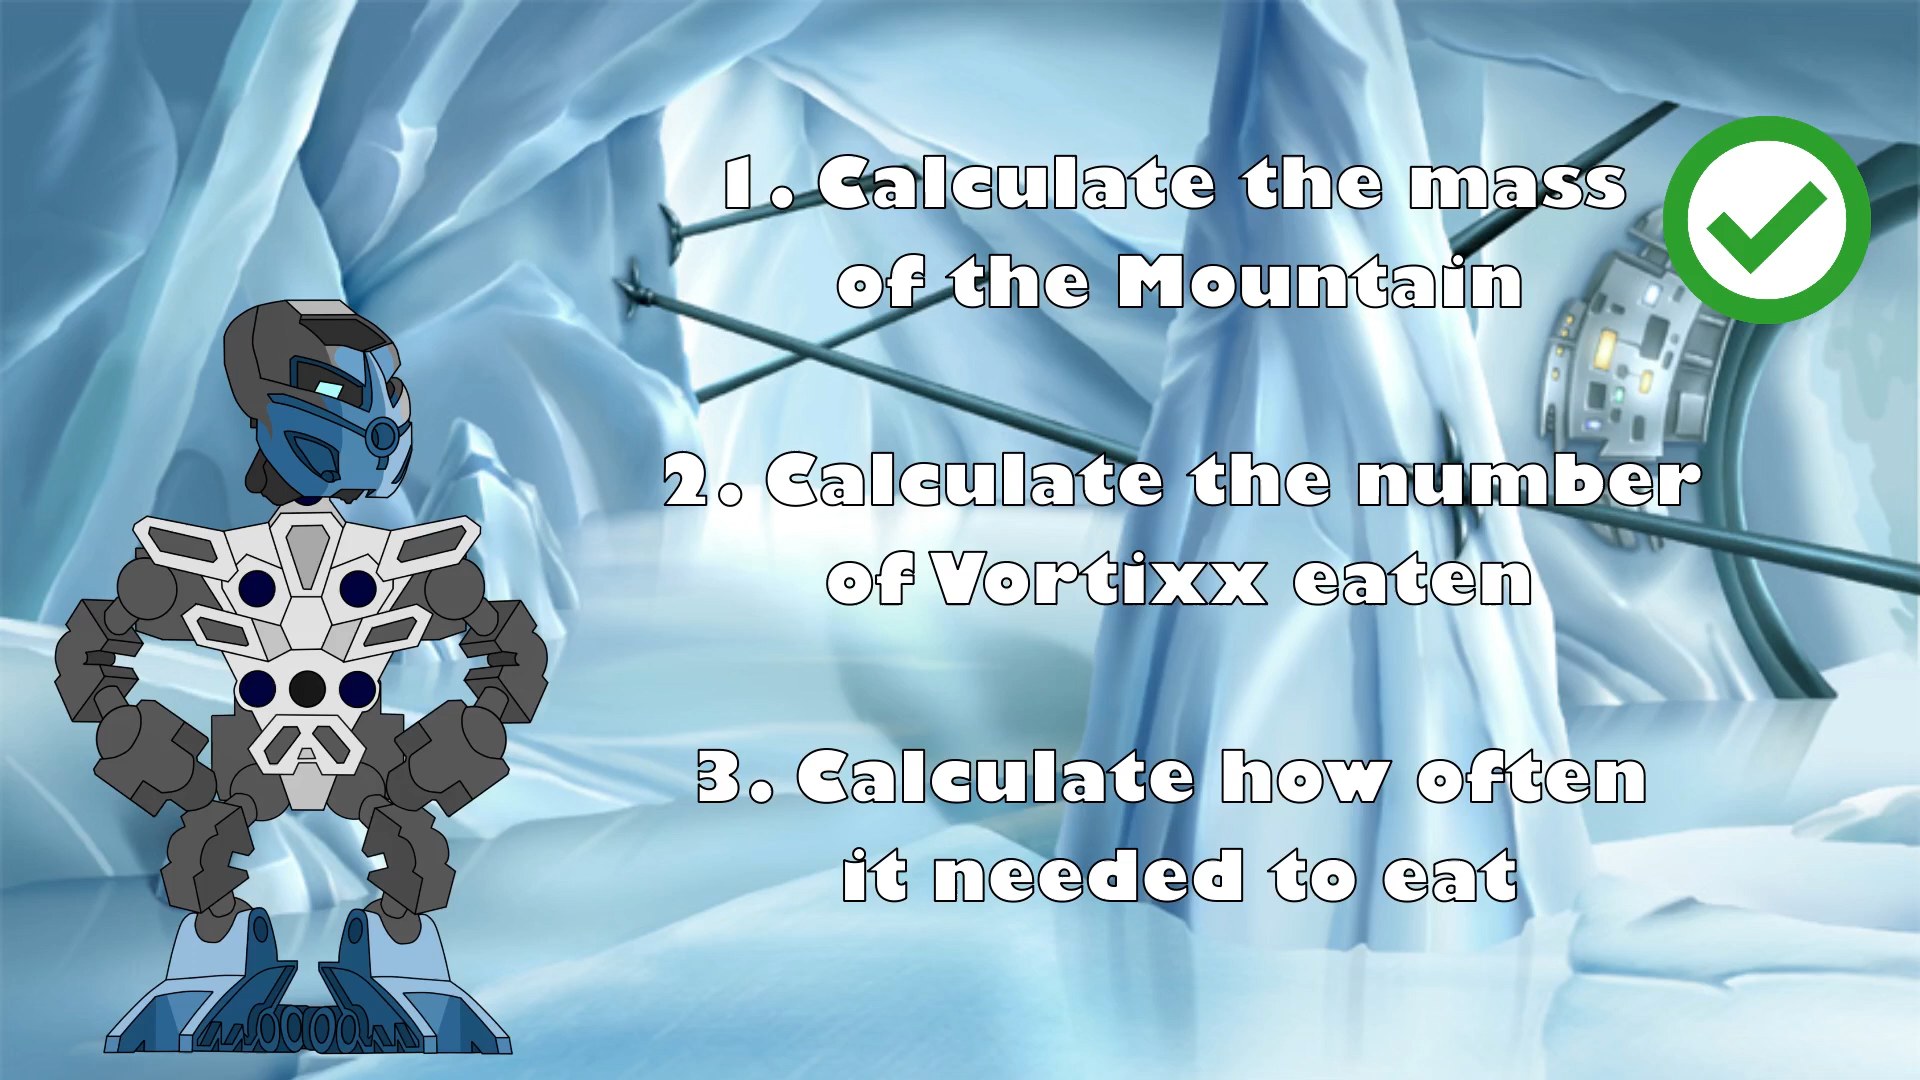 1. Calculate the mass
of the Mountain
2. Calculate the number
of Vortixx eaten
3. Calculate how often
it needed to eat